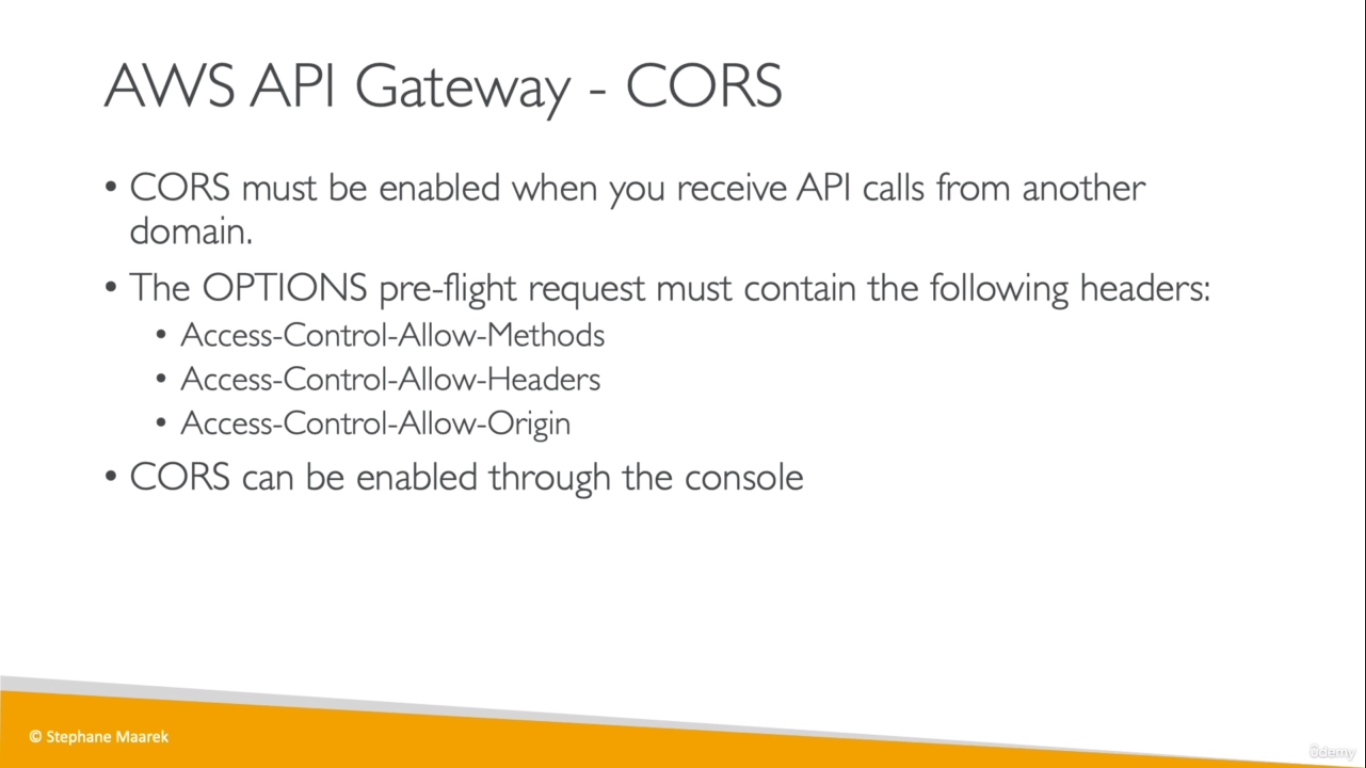 AWS API Gateway - CORS
• CORS must be enabled when you receive API calls from another
domain.
• The OPTIONS pre-flight request must contain the following headers:
• Access-Control-Allow-Methods
• Access-Control-Allow-Headers
• Access-Control-Allow-Origin
• CORS can be enabled through the console
© Stephane Maarek
ûdemy